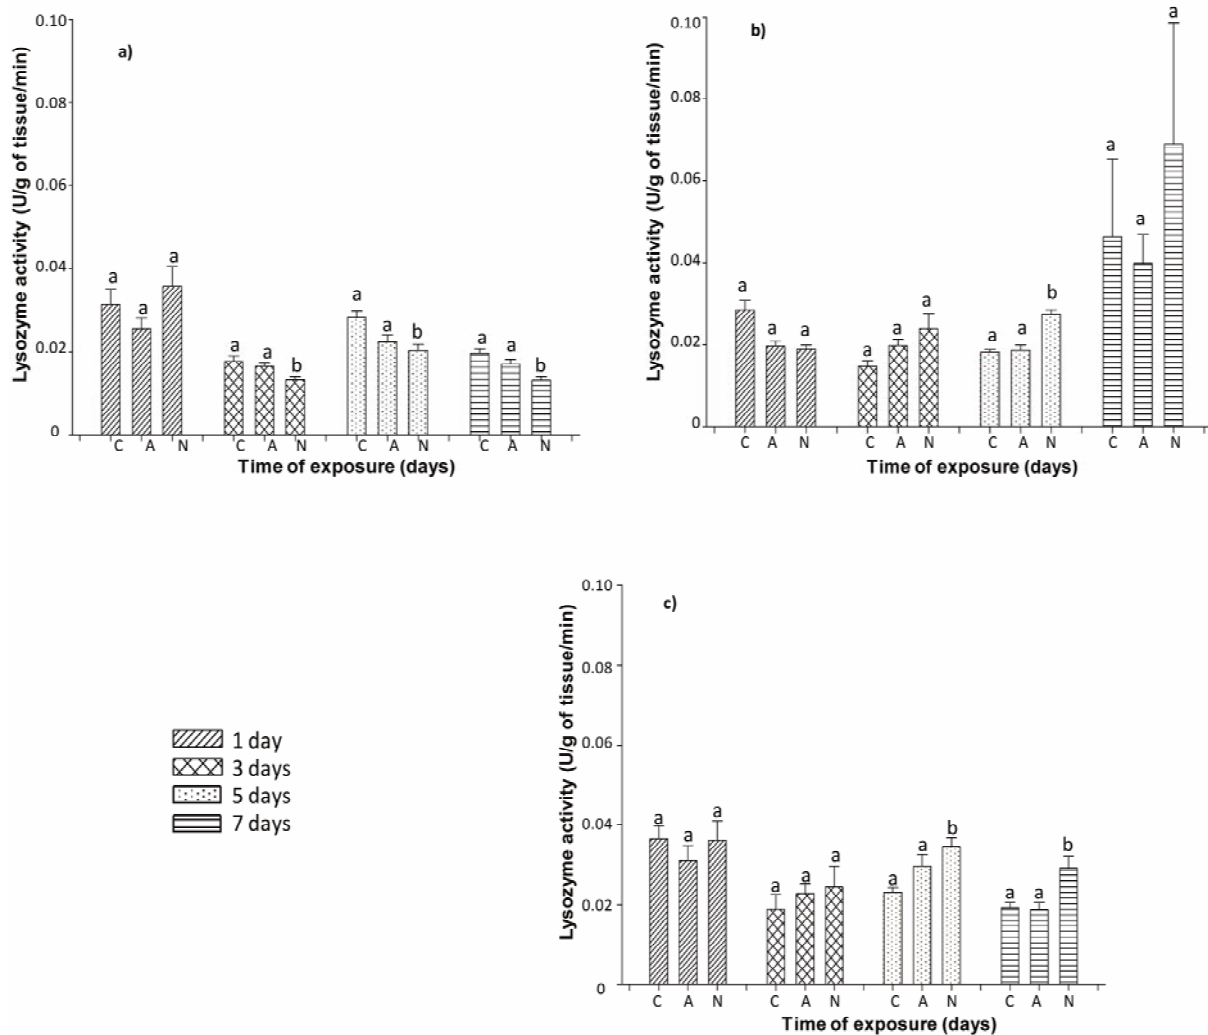 a)
Lysozyme activity (U/g of tissue/min)
0.10
0.08
0.06
0.04
0.02
0
a a a
a a b
a a b
a a b
C A N C A N C A N C A N
Time of exposure (days)
b)
Lysozyme activity (U/g of tissue/min)
0.10
0.08
0.06
0.04
0.02
0
a a a
a a a
a a b
a a a
C A N C A N C A N C A N
Time of exposure (days)
1 day
3 days
5 days
7 days
c)
Lysozyme activity (U/g of tissue/min)
0.10
0.08
0.06
0.04
0.02
0
a a a
a a a
a a b
a a b
C A N C A N C A N C A N
Time of exposure (days)